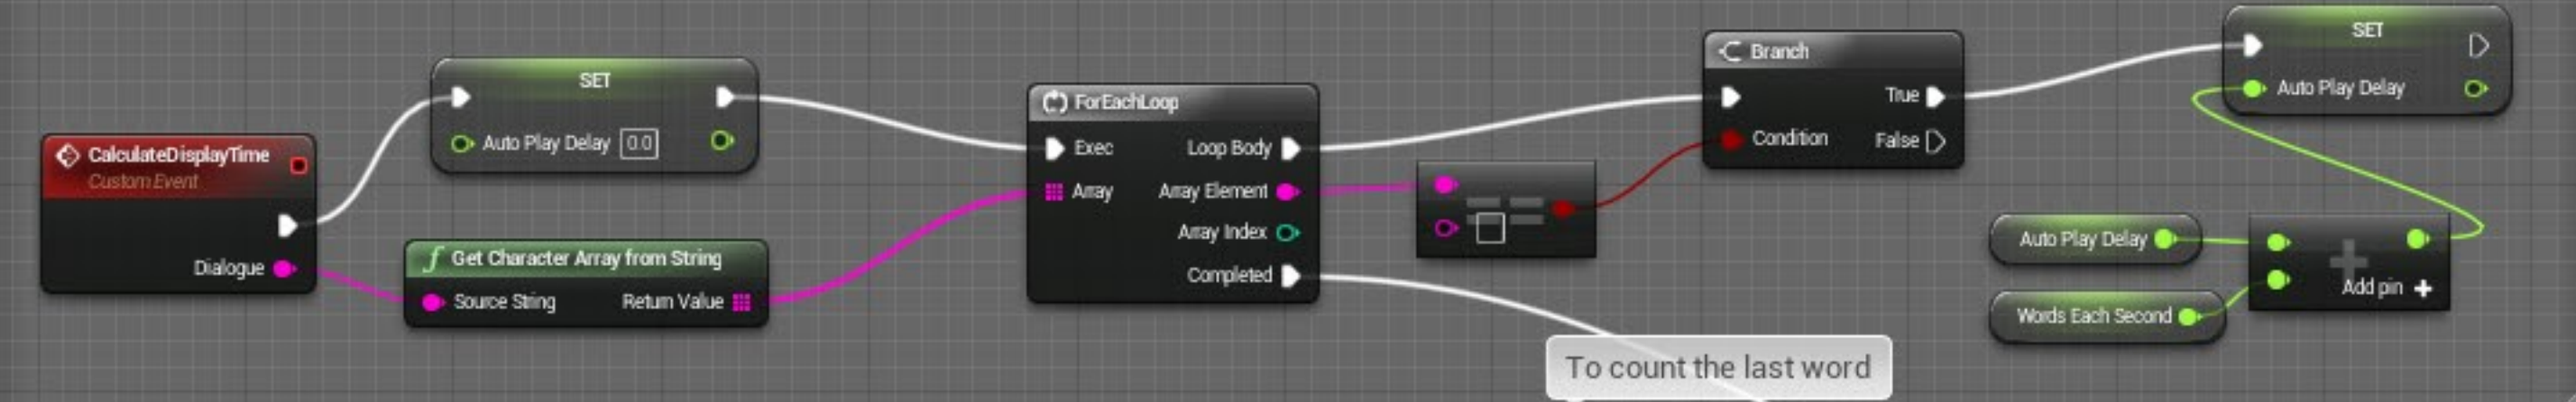 CalculateDisplayTime
Custom Event
Dialogue
SET
Auto Play Delay 0.0
Get Character Array from String
Source String Return Value
ForEachLoop
Exec Loop Body
Array Array Element
Array Index
Completed
==
Branch
True
Condition False
To count the last word
SET
Auto Play Delay
Auto Play Delay
Words Each Second
+
Add pin +